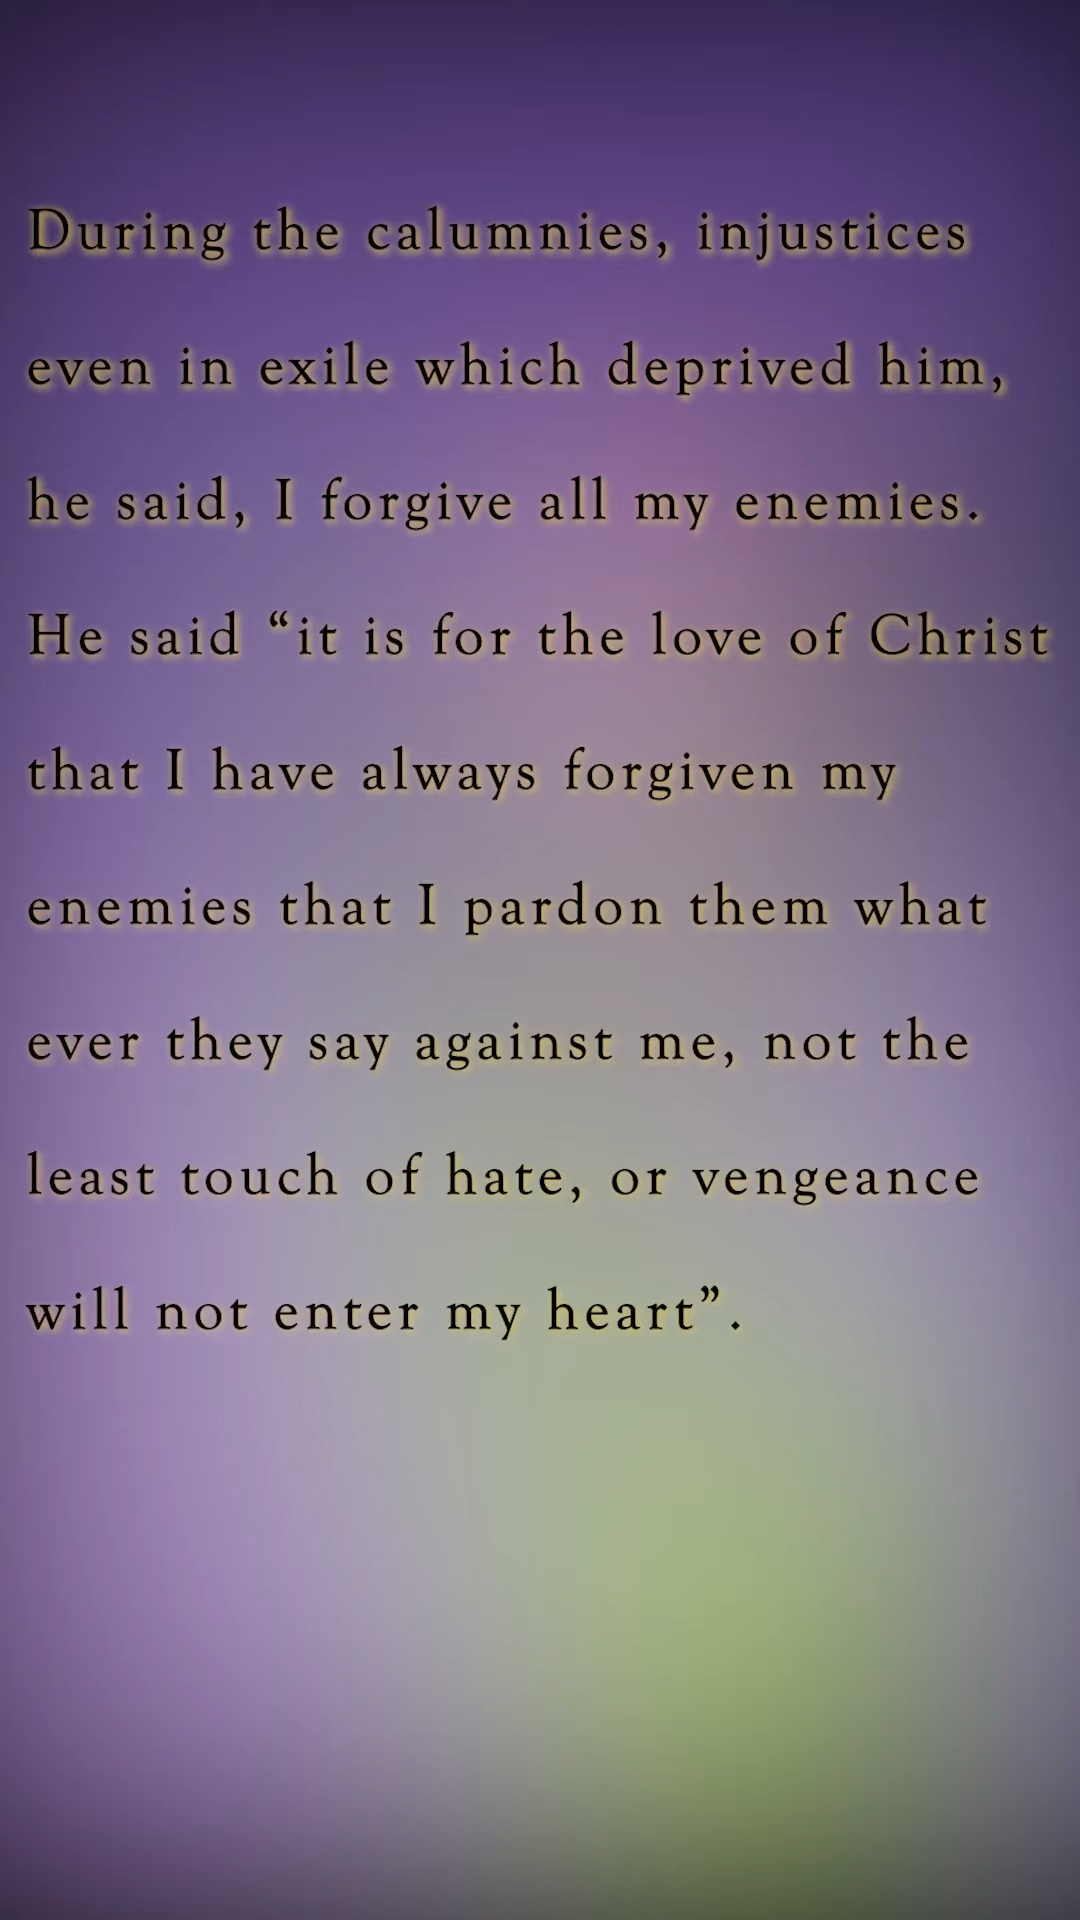 During the calumnies, injustices
even in exile which deprived him,
he said, I forgive all my enemies.
He said “it is for the love of Christ
that I have always forgiven my
enemies that I pardon them what
ever they say against me, not the
least touch of hate, or vengeance
will not enter my heart”.